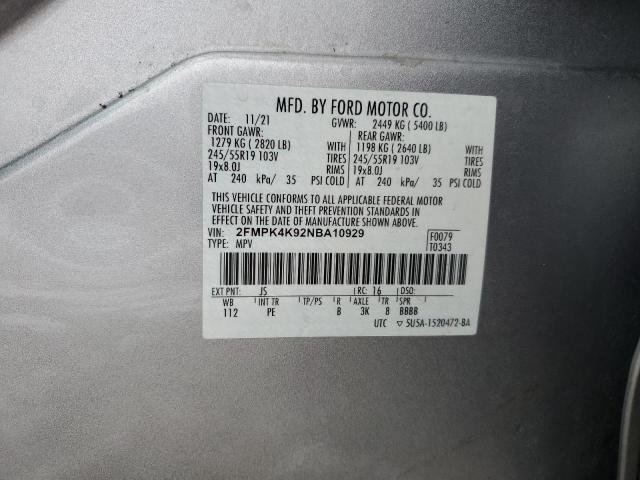 MFD. BY FORD MOTOR CO.
DATE: 11/21 GVWR: 2449 KG ( 5400 LB)
FRONT GAWR: REAR GAWR:
1279 KG ( 2820 LB) WITH 1198 KG ( 2640 LB) WITH
245/55R19 103V TIRES 245/55R19 103V TIRES
19x8.0J RIMS 19x8.0J RIMS
AT 240 kPa/ 35 PSI COLD AT 240 kPa/ 35 PSI COLD
THIS VEHICLE CONFORMS TO ALL APPLICABLE FEDERAL MOTOR
VEHICLE SAFETY AND THEFT PREVENTION STANDARDS IN
EFFECT ON THE DATE OF MANUFACTURE SHOWN ABOVE.
VIN: 2FMPK4K92NBA10929 F0079
TYPE: MPV T0343
EXT PNT: JS RC: 16 DSO:
WB INT TR TP/PS R AXLE TR SPR
112 PE B 3K 8 BBBB
UTC ▽ 5U5A-1520472-BA